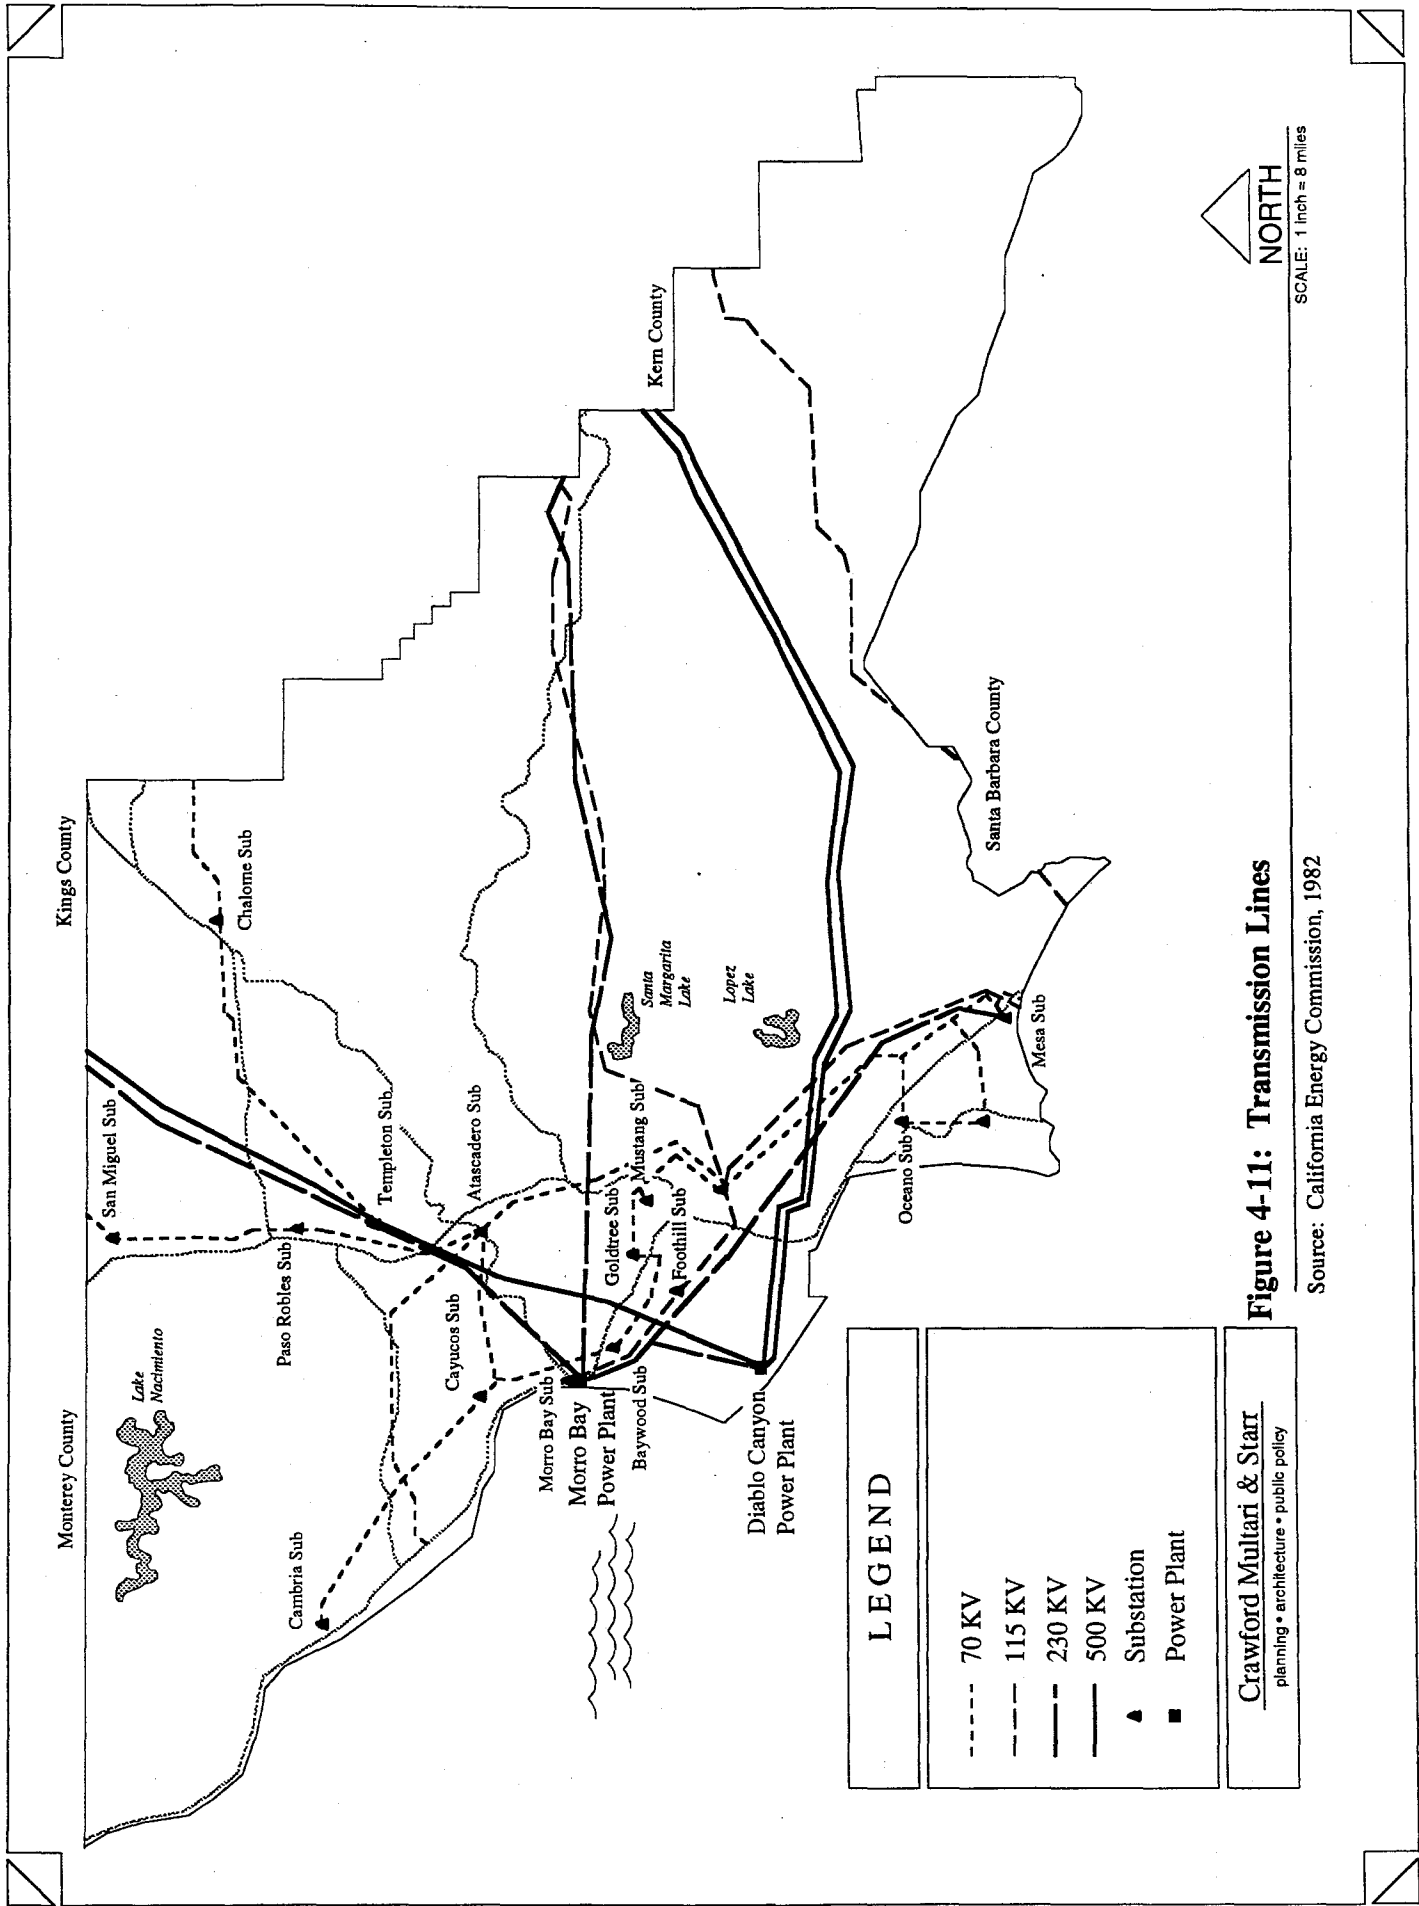 Monterey County
Kings County
Lake
Nacimiento
San Miguel Sub
Chalome Sub
Cambria Sub
Paso Robles Sub
Templeton Sub
Atascadero Sub
Cayucos Sub
Morro Bay Sub
Morro Bay
Power Plant
Baywood Sub
Goldtree Sub
Mustang Sub
Foothill Sub
Santa
Margarita
Lake
Lopez
Lake
Kern County
Diablo Canyon
Power Plant
Oceano Sub
Mesa Sub
Santa Barbara County
LEGEND
70 KV
115 KV
230 KV
500 KV
Substation
Power Plant
Crawford Multari & Starr
planning • architecture • public policy
Figure 4-11: Transmission Lines
Source: California Energy Commission, 1982
NORTH
SCALE: 1 inch = 8 miles